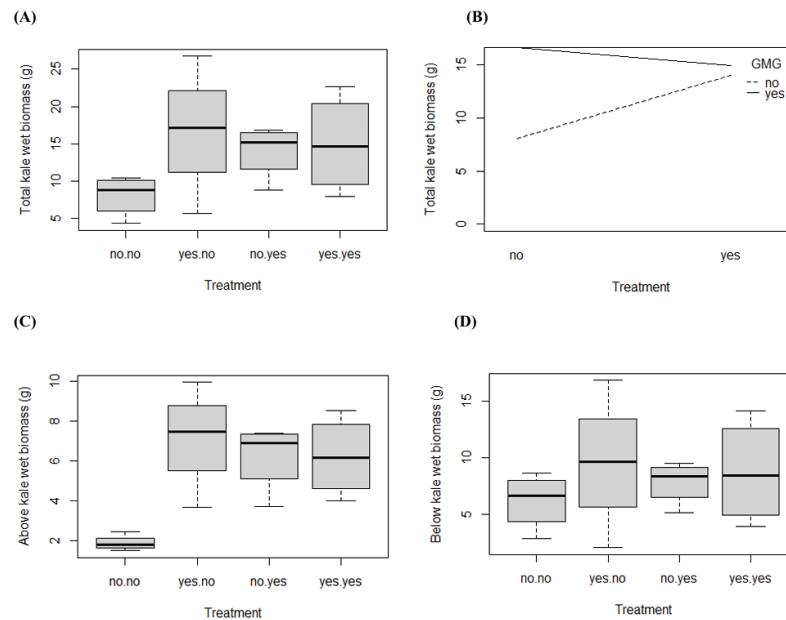 (A)
Total kale wet biomass (g)
25
20
15
10
5
no.no yes.no no.yes yes.yes
Treatment
(B)
Total kale wet biomass (g)
15
10
5
0
GMG
no
yes
no yes
Treatment
(C)
Above kale wet biomass (g)
10
8
6
4
2
no.no yes.no no.yes yes.yes
Treatment
(D)
Below kale wet biomass (g)
15
10
5
no.no yes.no no.yes yes.yes
Treatment